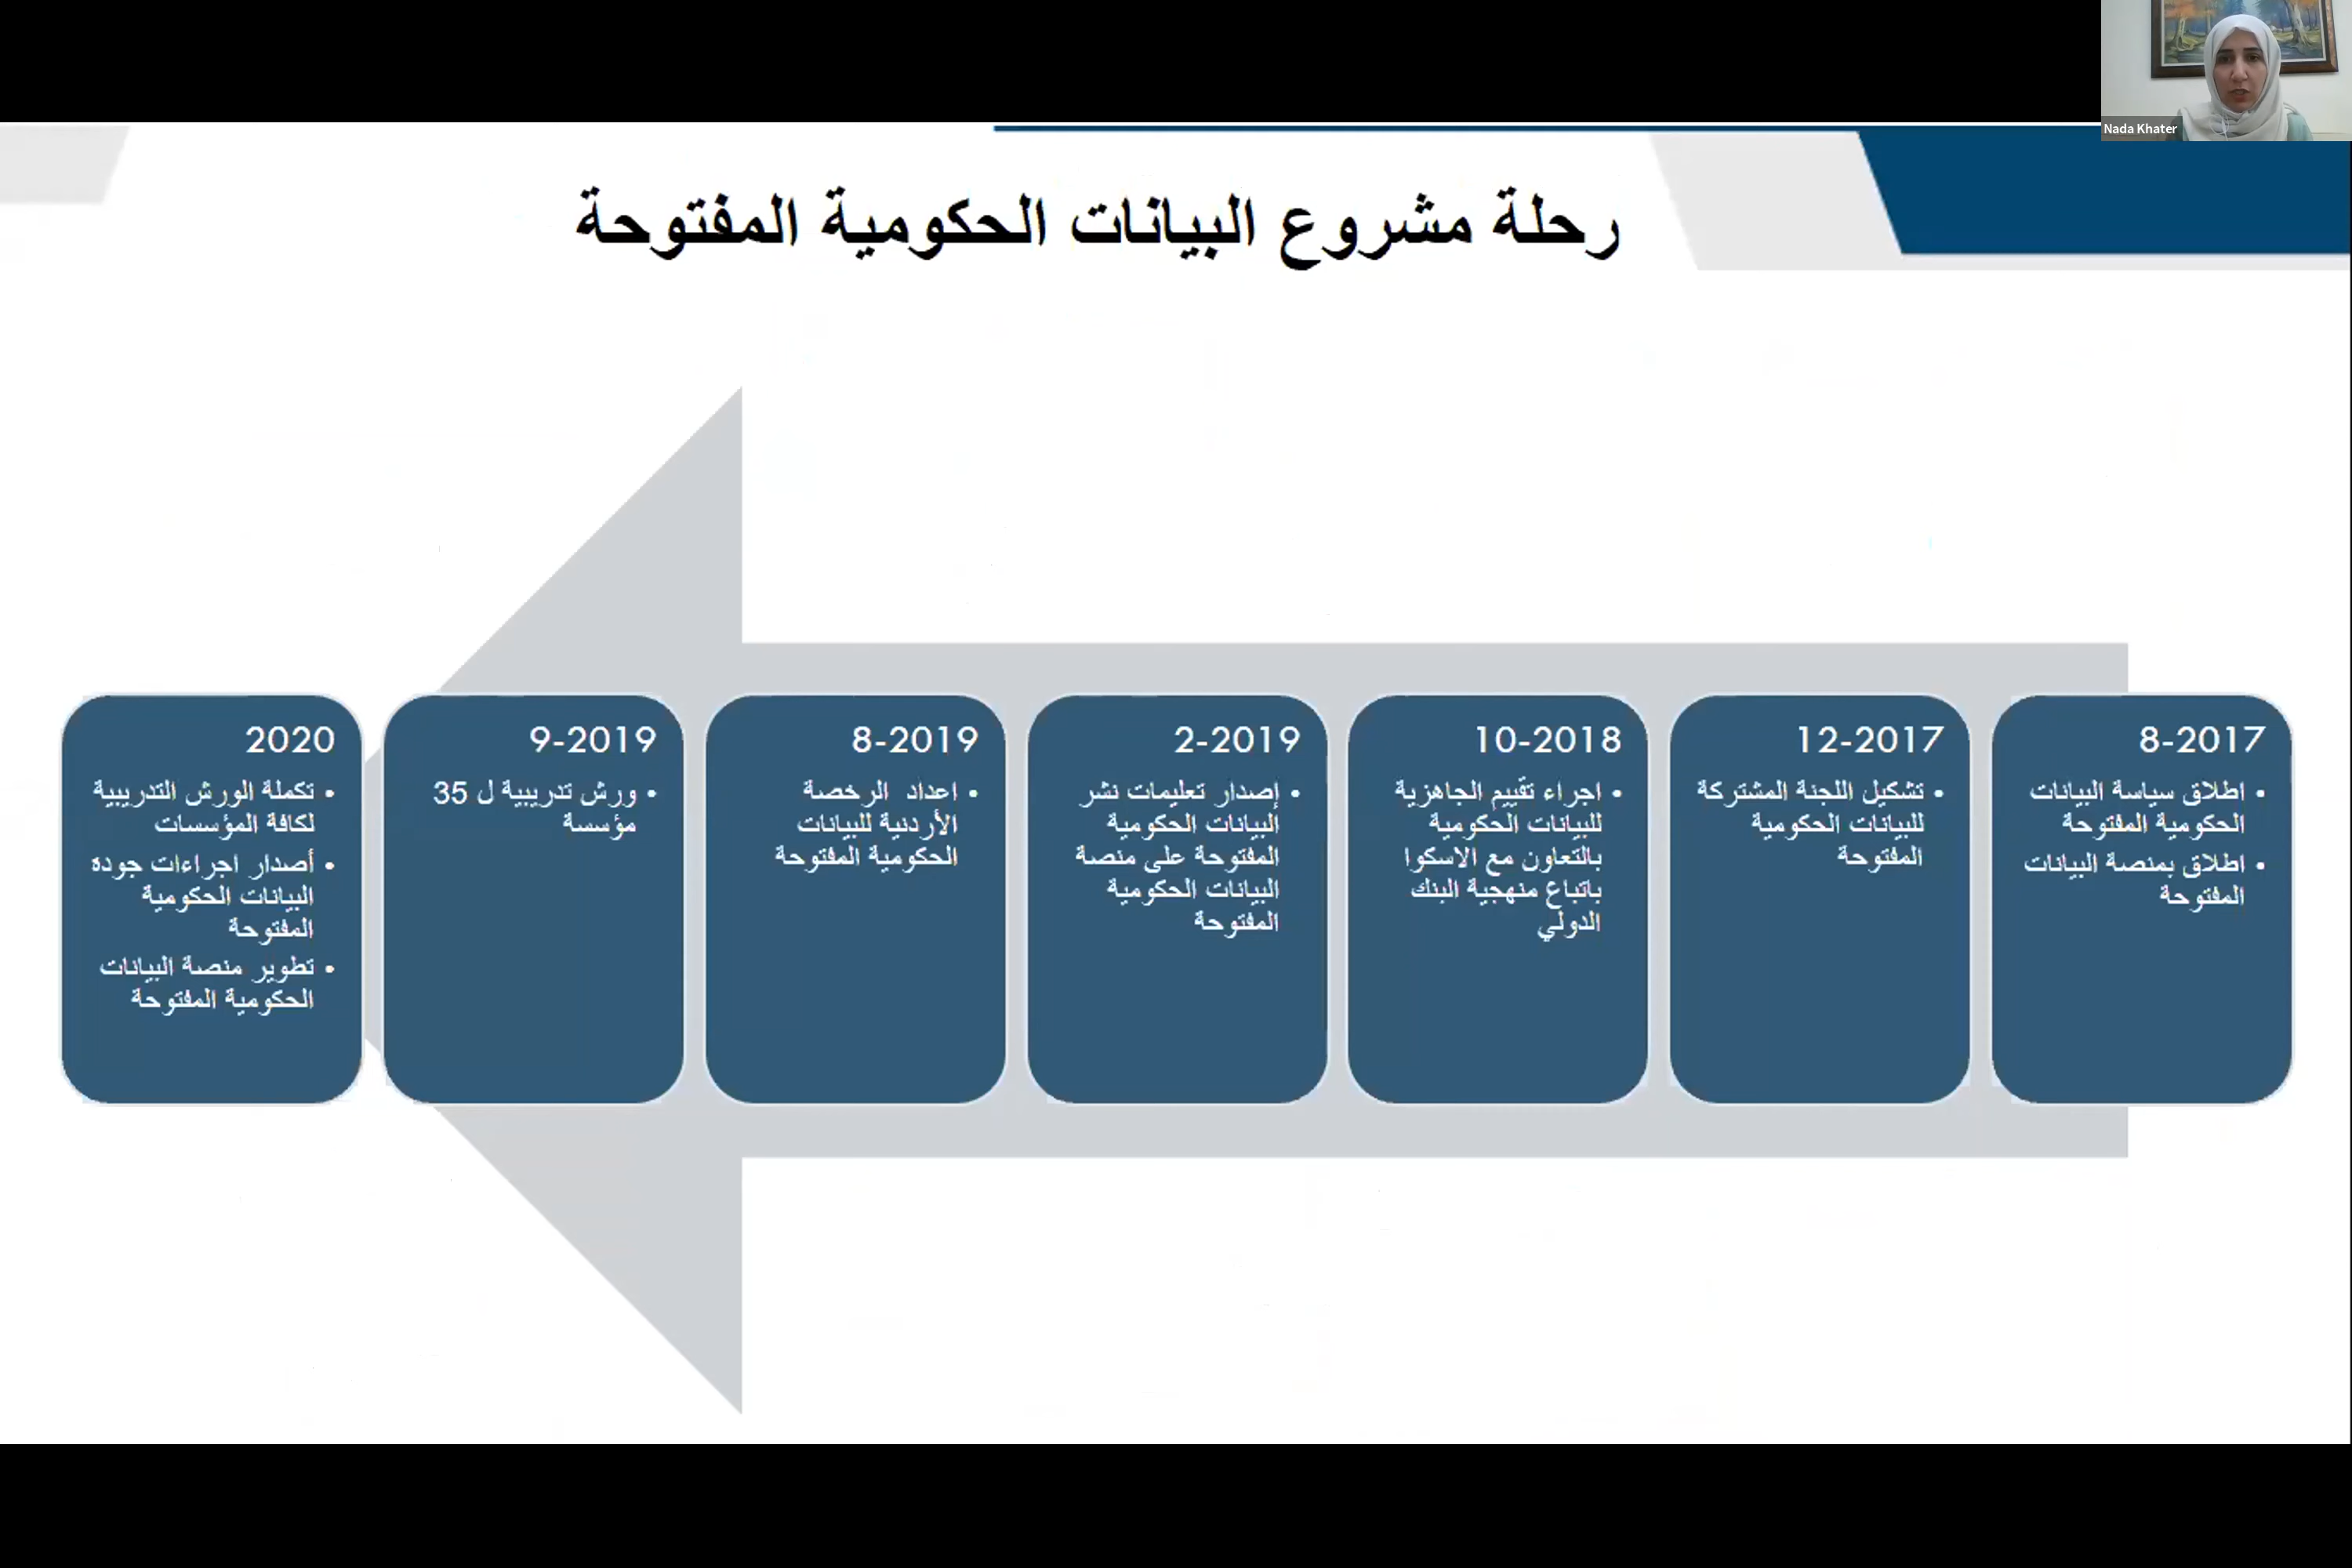 Nada Khater
رحلة مشروع البيانات الحكومية المفتوحة
8-2017
• اطلاق سياسة البيانات
الحكومية المفتوحة
• اطلاق بمنصة البيانات
المفتوحة
12-2017
• تشكيل اللجنة المشتركة
للبيانات الحكومية
المفتوحة
10-2018
• اجراء تقييم الجاهزية
للبيانات الحكومية
بالتعاون مع الاسكوا
باتباع منهجية البنك
الدولي
2-2019
• إصدار تعليمات نشر
البيانات الحكومية
المفتوحة على منصة
البيانات الحكومية
المفتوحة
8-2019
• اعداد الرخصة
الأردنية للبيانات
الحكومية المفتوحة
9-2019
• ورش تدريبية ل 35
مؤسسة
2020
• تكملة الورش التدريبية
لكافة المؤسسات
• أصدار اجراءات جوده
البيانات الحكومية
المفتوحة
• تطوير منصة البيانات
الحكومية المفتوحة